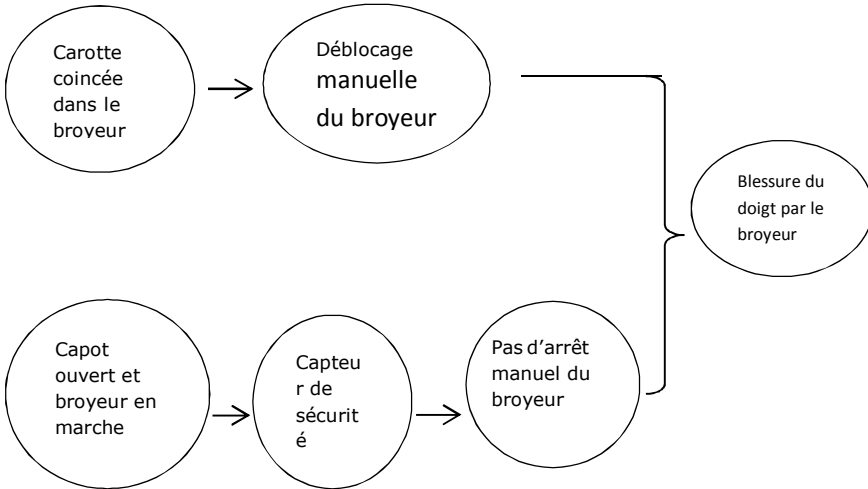 Carotte
coincée
dans le
broyeur
Déblocage
manuelle
du broyeur
Blessure du
doigt par le
broyeur
Capot
ouvert et
broyeur en
marche
Capteu
r de
sécurit
é
Pas d’arrêt
manuel du
broyeur